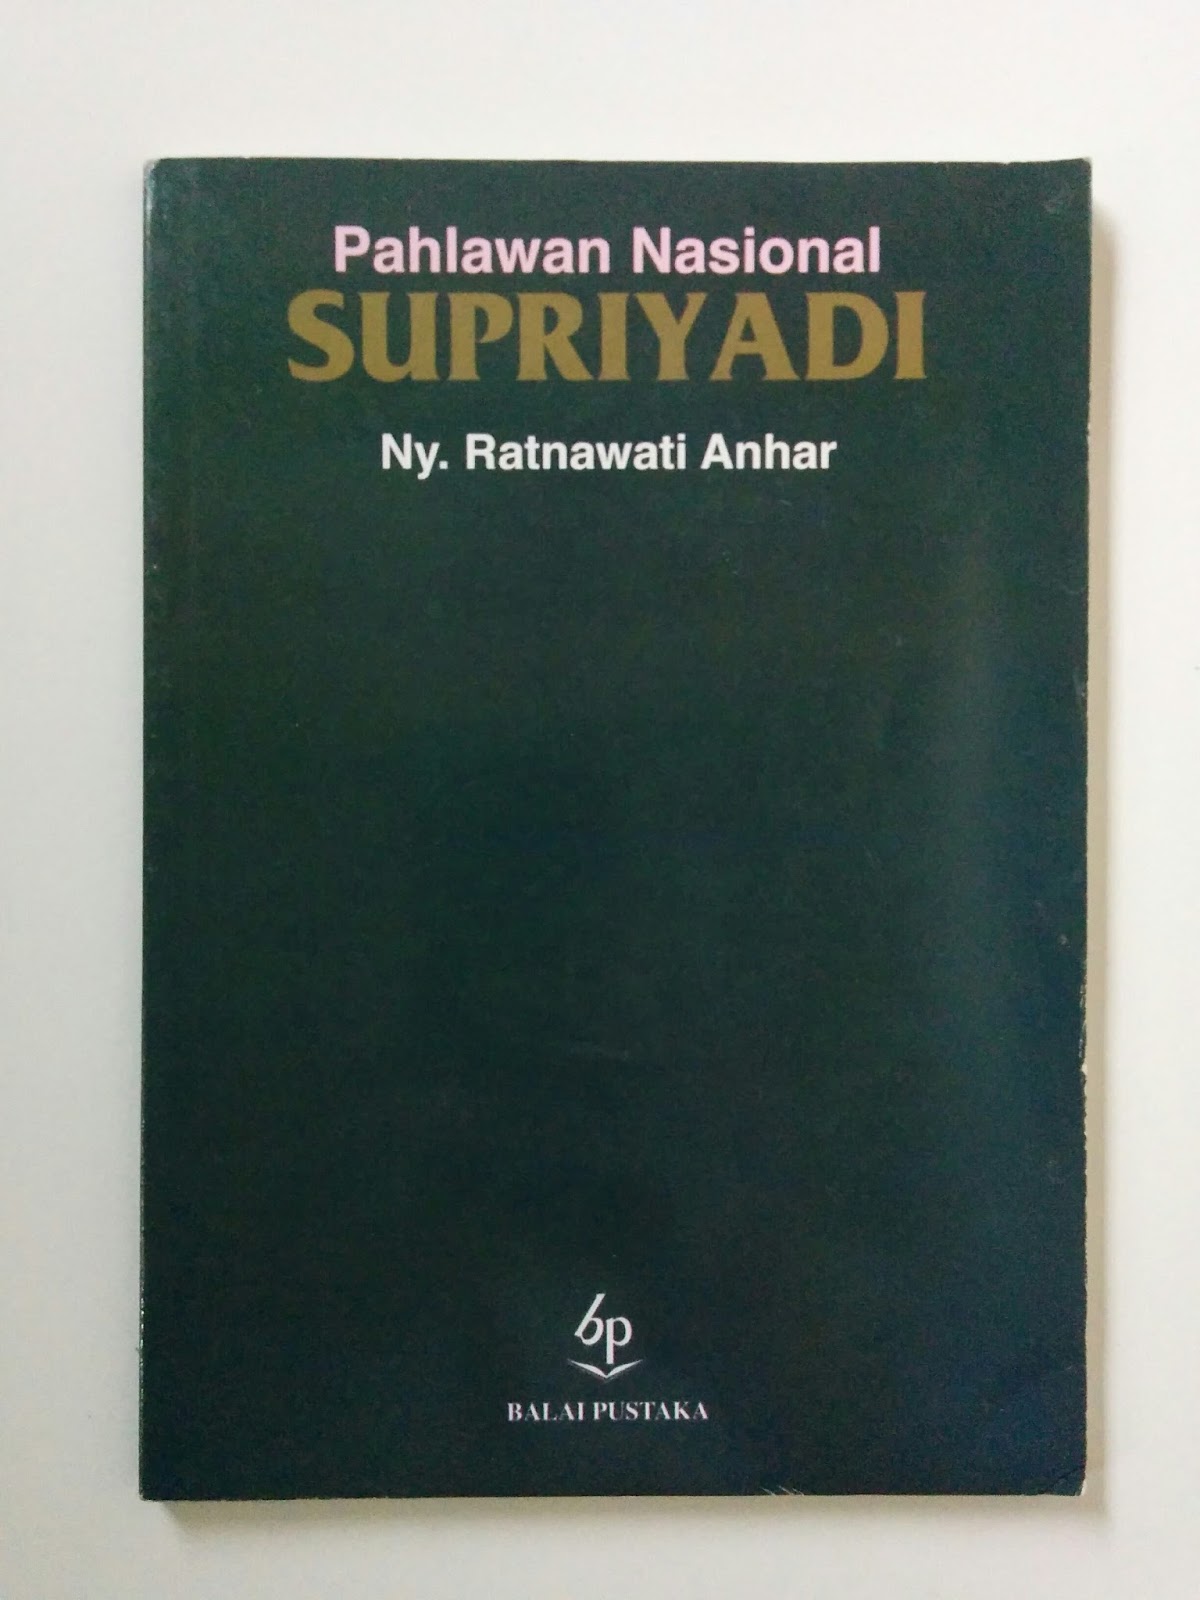 Pahlawan Nasional
SUPRIYADI
Ny. Ratnawati Anhar
bp
BALAI PUSTAKA